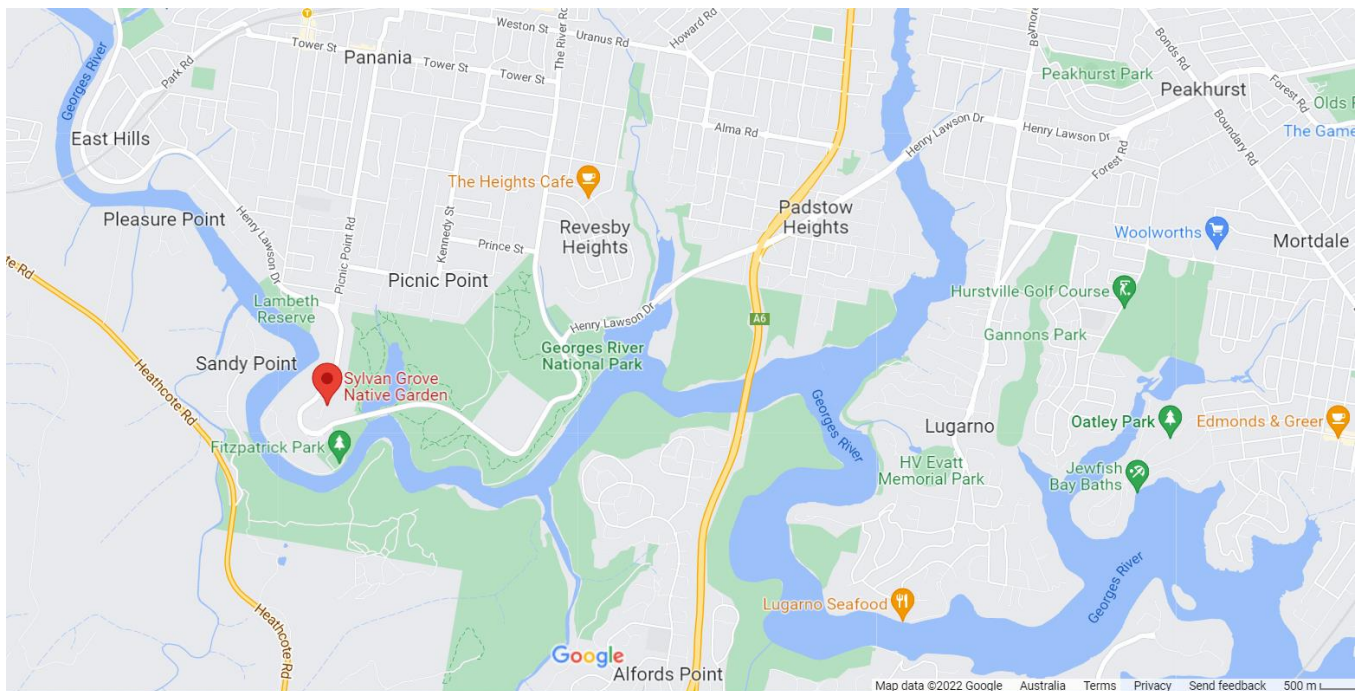 Weston St
Uranus Rd
Howard Rd
The River Rd
Tower St
Panania
Tower St
Tower St
Park Rd
Georges River
East Hills
Alma Rd
Peakhurst Park
Peakhurst
Bonds Rd
Forest Rd
Boundary Rd
The Game
Henry Lawson Dr
Henry Lawson Dr
Forest Rd
The Heights Cafe
Pleasure Point
Henry Lawson Dr
Picnic Point Rd
Kennedy St
Prince St
Revesby
Heights
Padstow
Heights
Woolworths
Mortdale
Picnic Point
Lambeth
Reserve
Henry Lawson Dr
A6
Hurstville Golf Course
Gannons Park
Georges River
National Park
Sandy Point
Heathcote Rd
Sylvan Grove
Native Garden
Fitzpatrick Park
Georges River
Lugarno
Oatley Park
Edmonds & Greer
HV Evatt
Memorial Park
Jewfish
Bay Baths
Georges River
Lugarno Seafood
Heathcote Rd
Google
Alfords Point
Map data ©2022 Google Australia Terms Privacy Send feedback 500 m